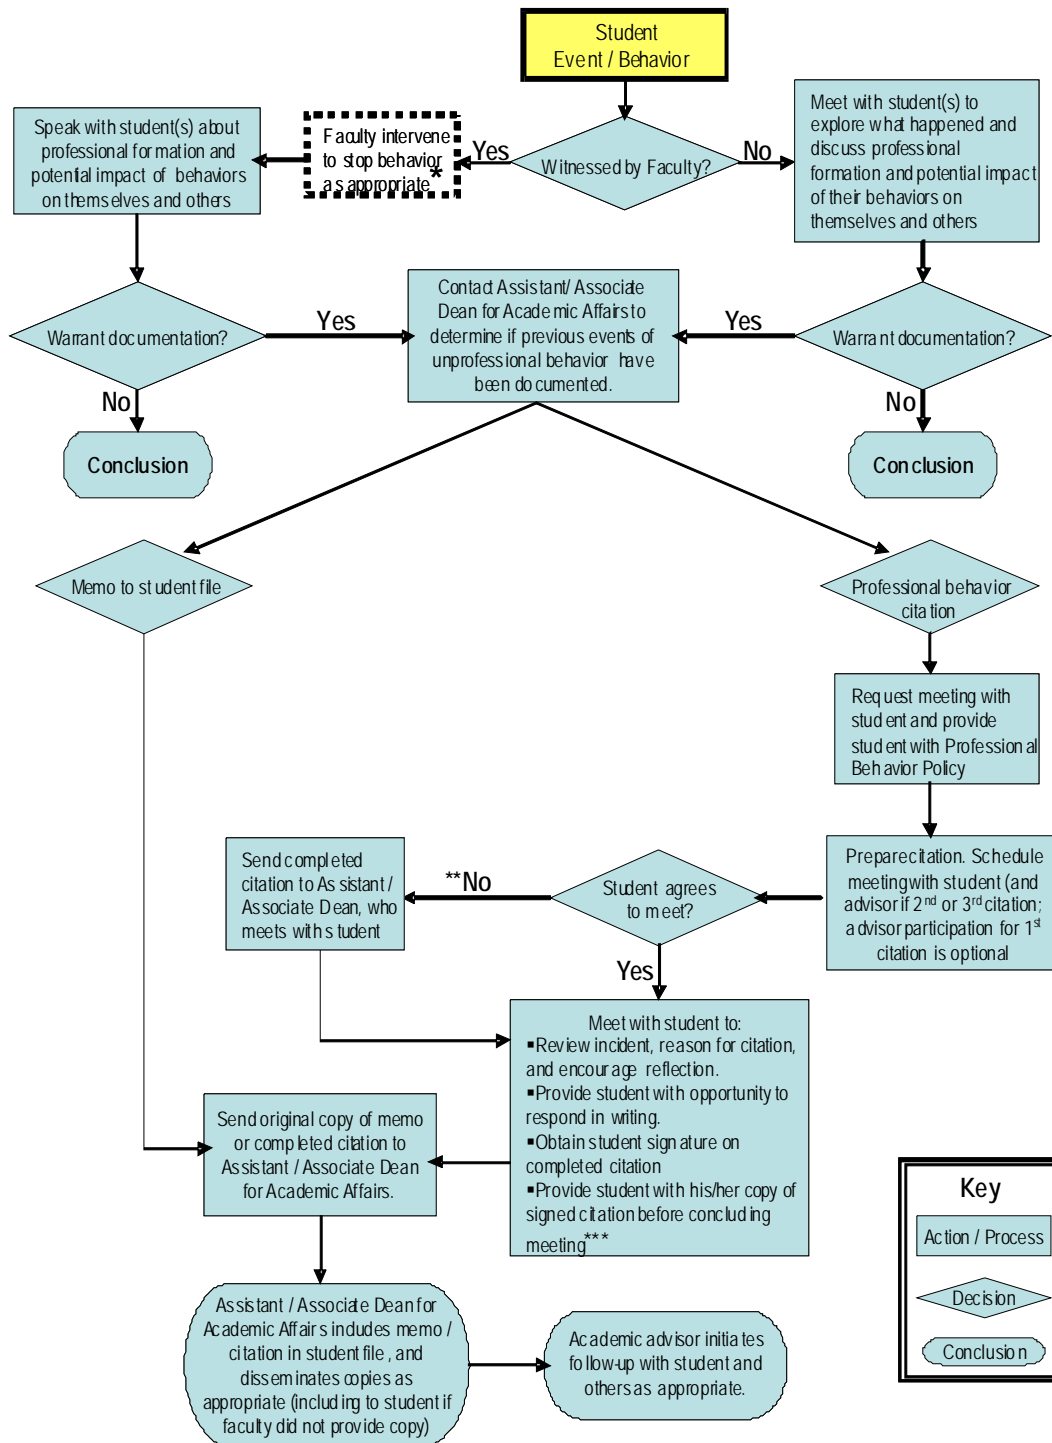 Student
Event / Behavior
Witnessed by Faculty?
Yes
No
Faculty intervene
to stop behavior
as appropriate*
Speak with student(s) about
professional formation and
potential impact of behaviors
on themselves and others
Meet with student(s) to
explore what happened and
discuss professional
formation and potential impact
of their behaviors on
themselves and others
Warrant documentation?
Yes
No
Conclusion
Contact Assistant/ Associate
Dean for Academic Affairs to
determine if previous events of
unprofessional behavior have
been documented.
Yes
Warrant documentation?
No
Conclusion
Memo to student file
Professional behavior
citation
Request meeting with
student and provide
student with Professional
Behavior Policy
Prepare citation. Schedule
meeting with student (and
advisor if 2nd or 3rd citation;
advisor participation for 1st
citation is optional
Student agrees
to meet?
**No
Yes
Send completed
citation to Assistant /
Associate Dean, who
meets with student
Meet with student to:
▪Review incident, reason for citation,
and encourage reflection.
▪Provide student with opportunity to
respond in writing.
▪Obtain student signature on
completed citation
▪Provide student with his/her copy of
signed citation before concluding
meeting***
Send original copy of memo
or completed citation to
Assistant / Associate Dean
for Academic Affairs.
Assistant / Associate Dean for
Academic Affairs includes memo /
citation in student file, and
disseminates copies as
appropriate (including to student if
faculty did not provide copy)
Academic advisor initiates
follow-up with student and
others as appropriate.
Key
Action / Process
Decision
Conclusion